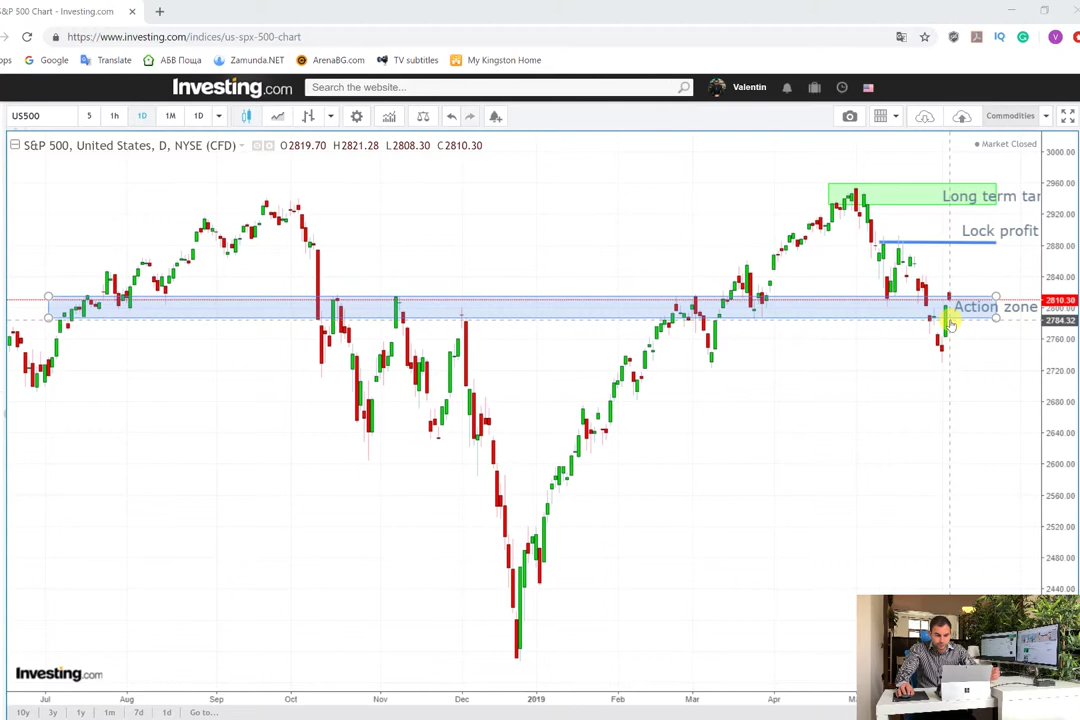 S&P 500 Chart - Investing.com
https://www.investing.com/indices/us-spx-500-chart
IQ V
Google Translate АБВ Поща Zamunda.NET ArenaBG.com TV subtitles My Kingston Home
Investing.com Search the website... Valentin
US500 5 1h 1D 1M 1D Commodities
S&P 500, United States, D, NYSE (CFD) O2819.70 H2821.28 L2808.30 C2810.30 Market Closed
3000.00
2960.00
Long term tar
2920.00
Lock profit
2880.00
2840.00
2810.30
Action zone
2800.00
2784.32
2760.00
2720.00
2680.00
2640.00
2600.00
2560.00
2520.00
2480.00
2440.00
Investing.com
Jul Aug Sep Oct Nov Dec 2019 Feb Mar Apr
10y 3y 1y 1m 7d 1d Go to...